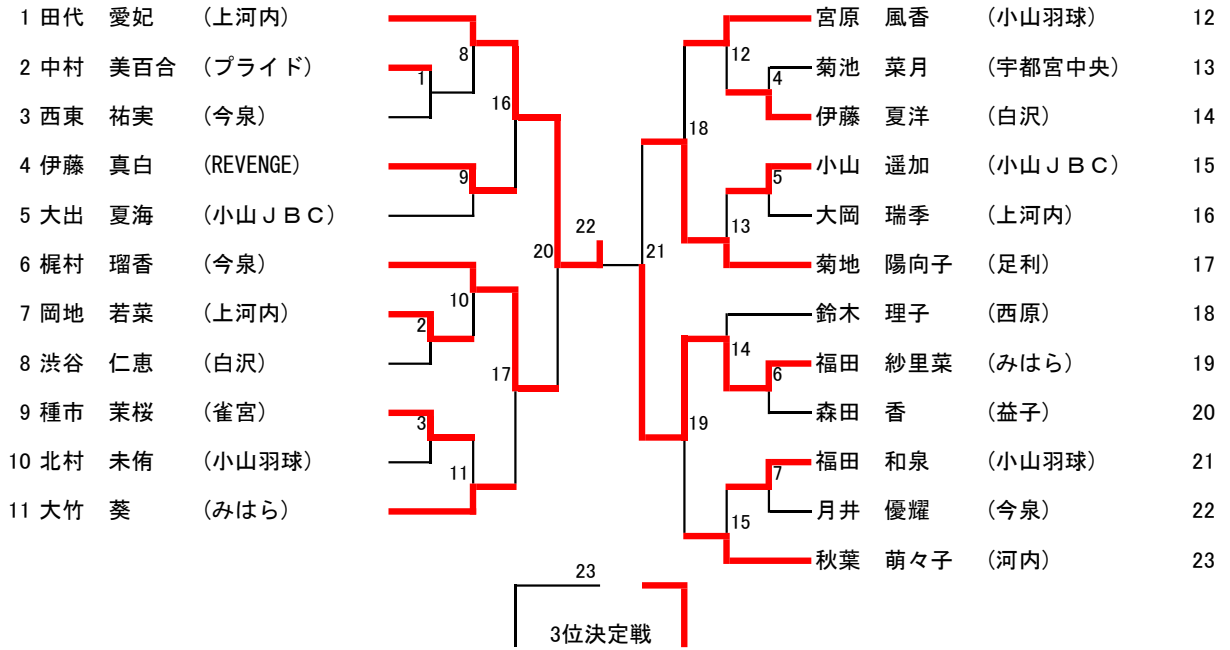 1 田代 愛妃 (上河内)
2 中村 美百合 (プライド)
3 西東 祐実 (今泉)
4 伊藤 真白 (REVENGE)
5 大出 夏海 (小山ＪＢＣ)
6 梶村 瑠香 (今泉)
7 岡地 若菜 (上河内)
8 渋谷 仁恵 (白沢)
9 種市 茉桜 (雀宮)
10 北村 未侑 (小山羽球)
11 大竹 葵 (みはら)
8
1
16
9
20
10
2
17
3
11
22
21
12
4
18
5
13
14
6
19
7
15
宮原 風香 (小山羽球) 12
菊池 菜月 (宇都宮中央) 13
伊藤 夏洋 (白沢) 14
小山 遥加 (小山ＪＢＣ) 15
大岡 瑞季 (上河内) 16
菊地 陽向子 (足利) 17
鈴木 理子 (西原) 18
福田 紗里菜 (みはら) 19
森田 香 (益子) 20
福田 和泉 (小山羽球) 21
月井 優耀 (今泉) 22
秋葉 萌々子 (河内) 23
23
3位決定戦